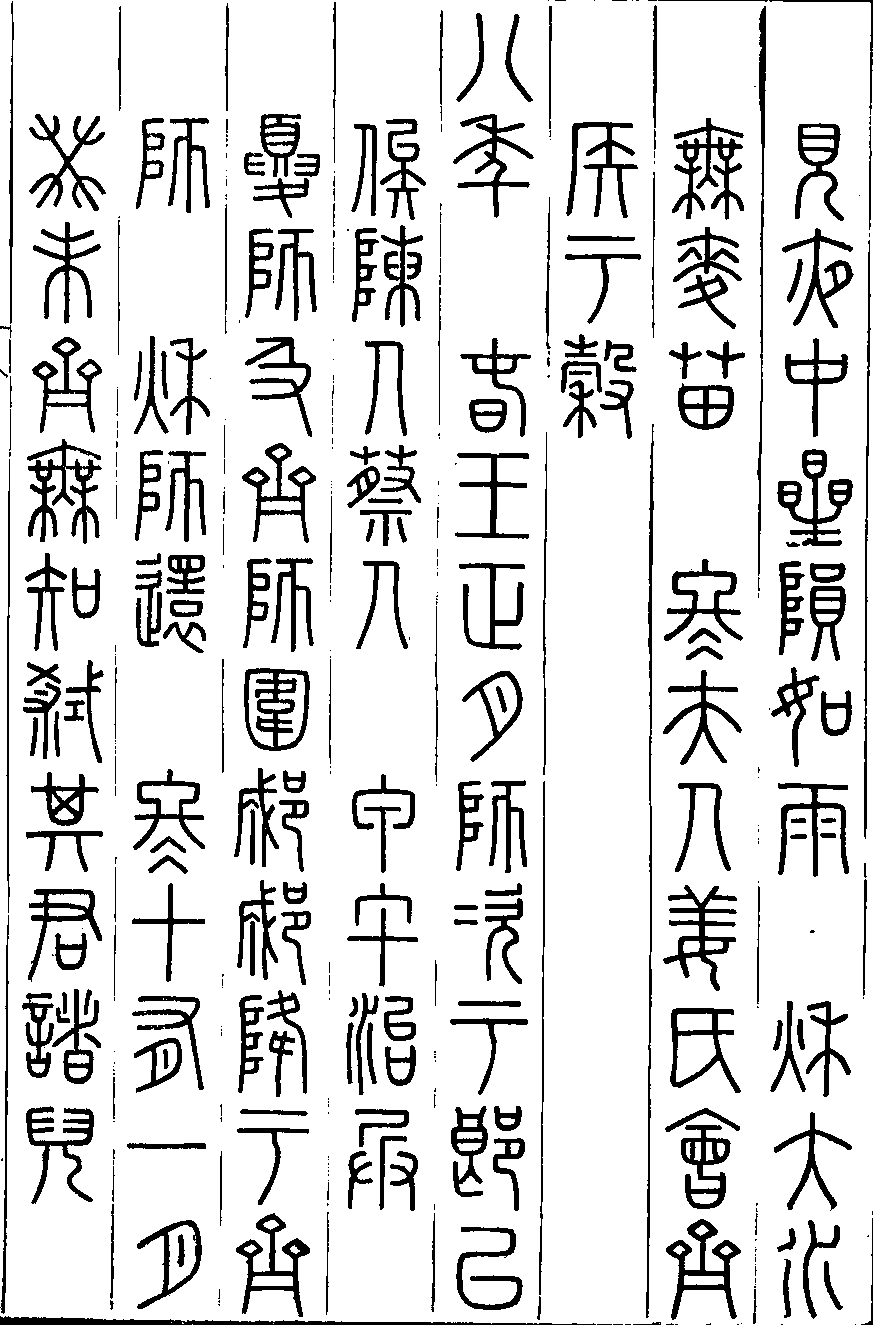 見夜中星隕如雨　秋大水
無麥苗　冬夫人姜氏會齊
侯于穀
八年　春王正月師次于郎以
俟陳人蔡人　甲午治兵
夏師及齊師圍郕郕降于齊
師　秋師還　冬十有一月
癸未齊無知弒其君諸兒